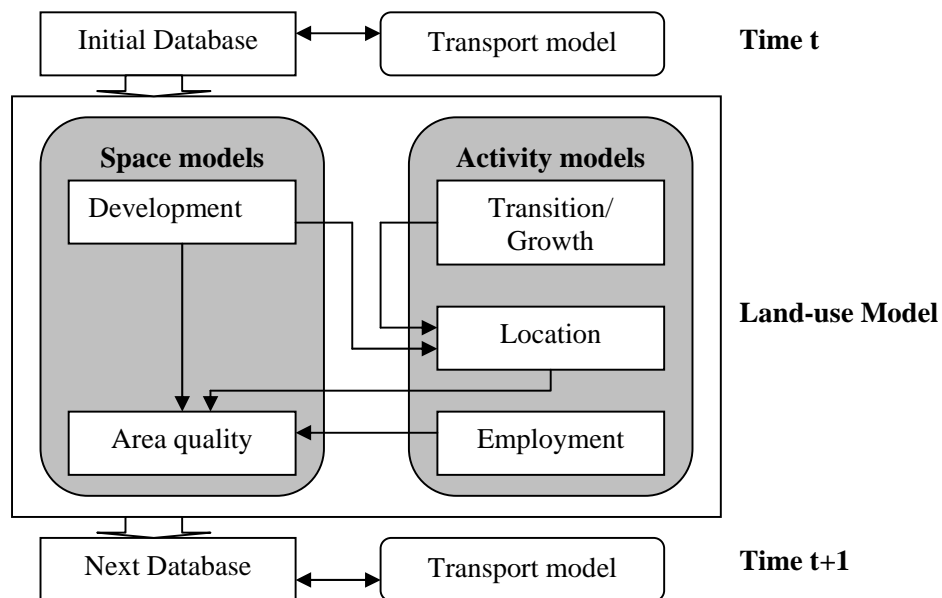 Initial Database
Transport model
Time t
Space models
Activity models
Development
Transition/
Growth
Land-use Model
Location
Area quality
Employment
Next Database
Transport model
Time t+1